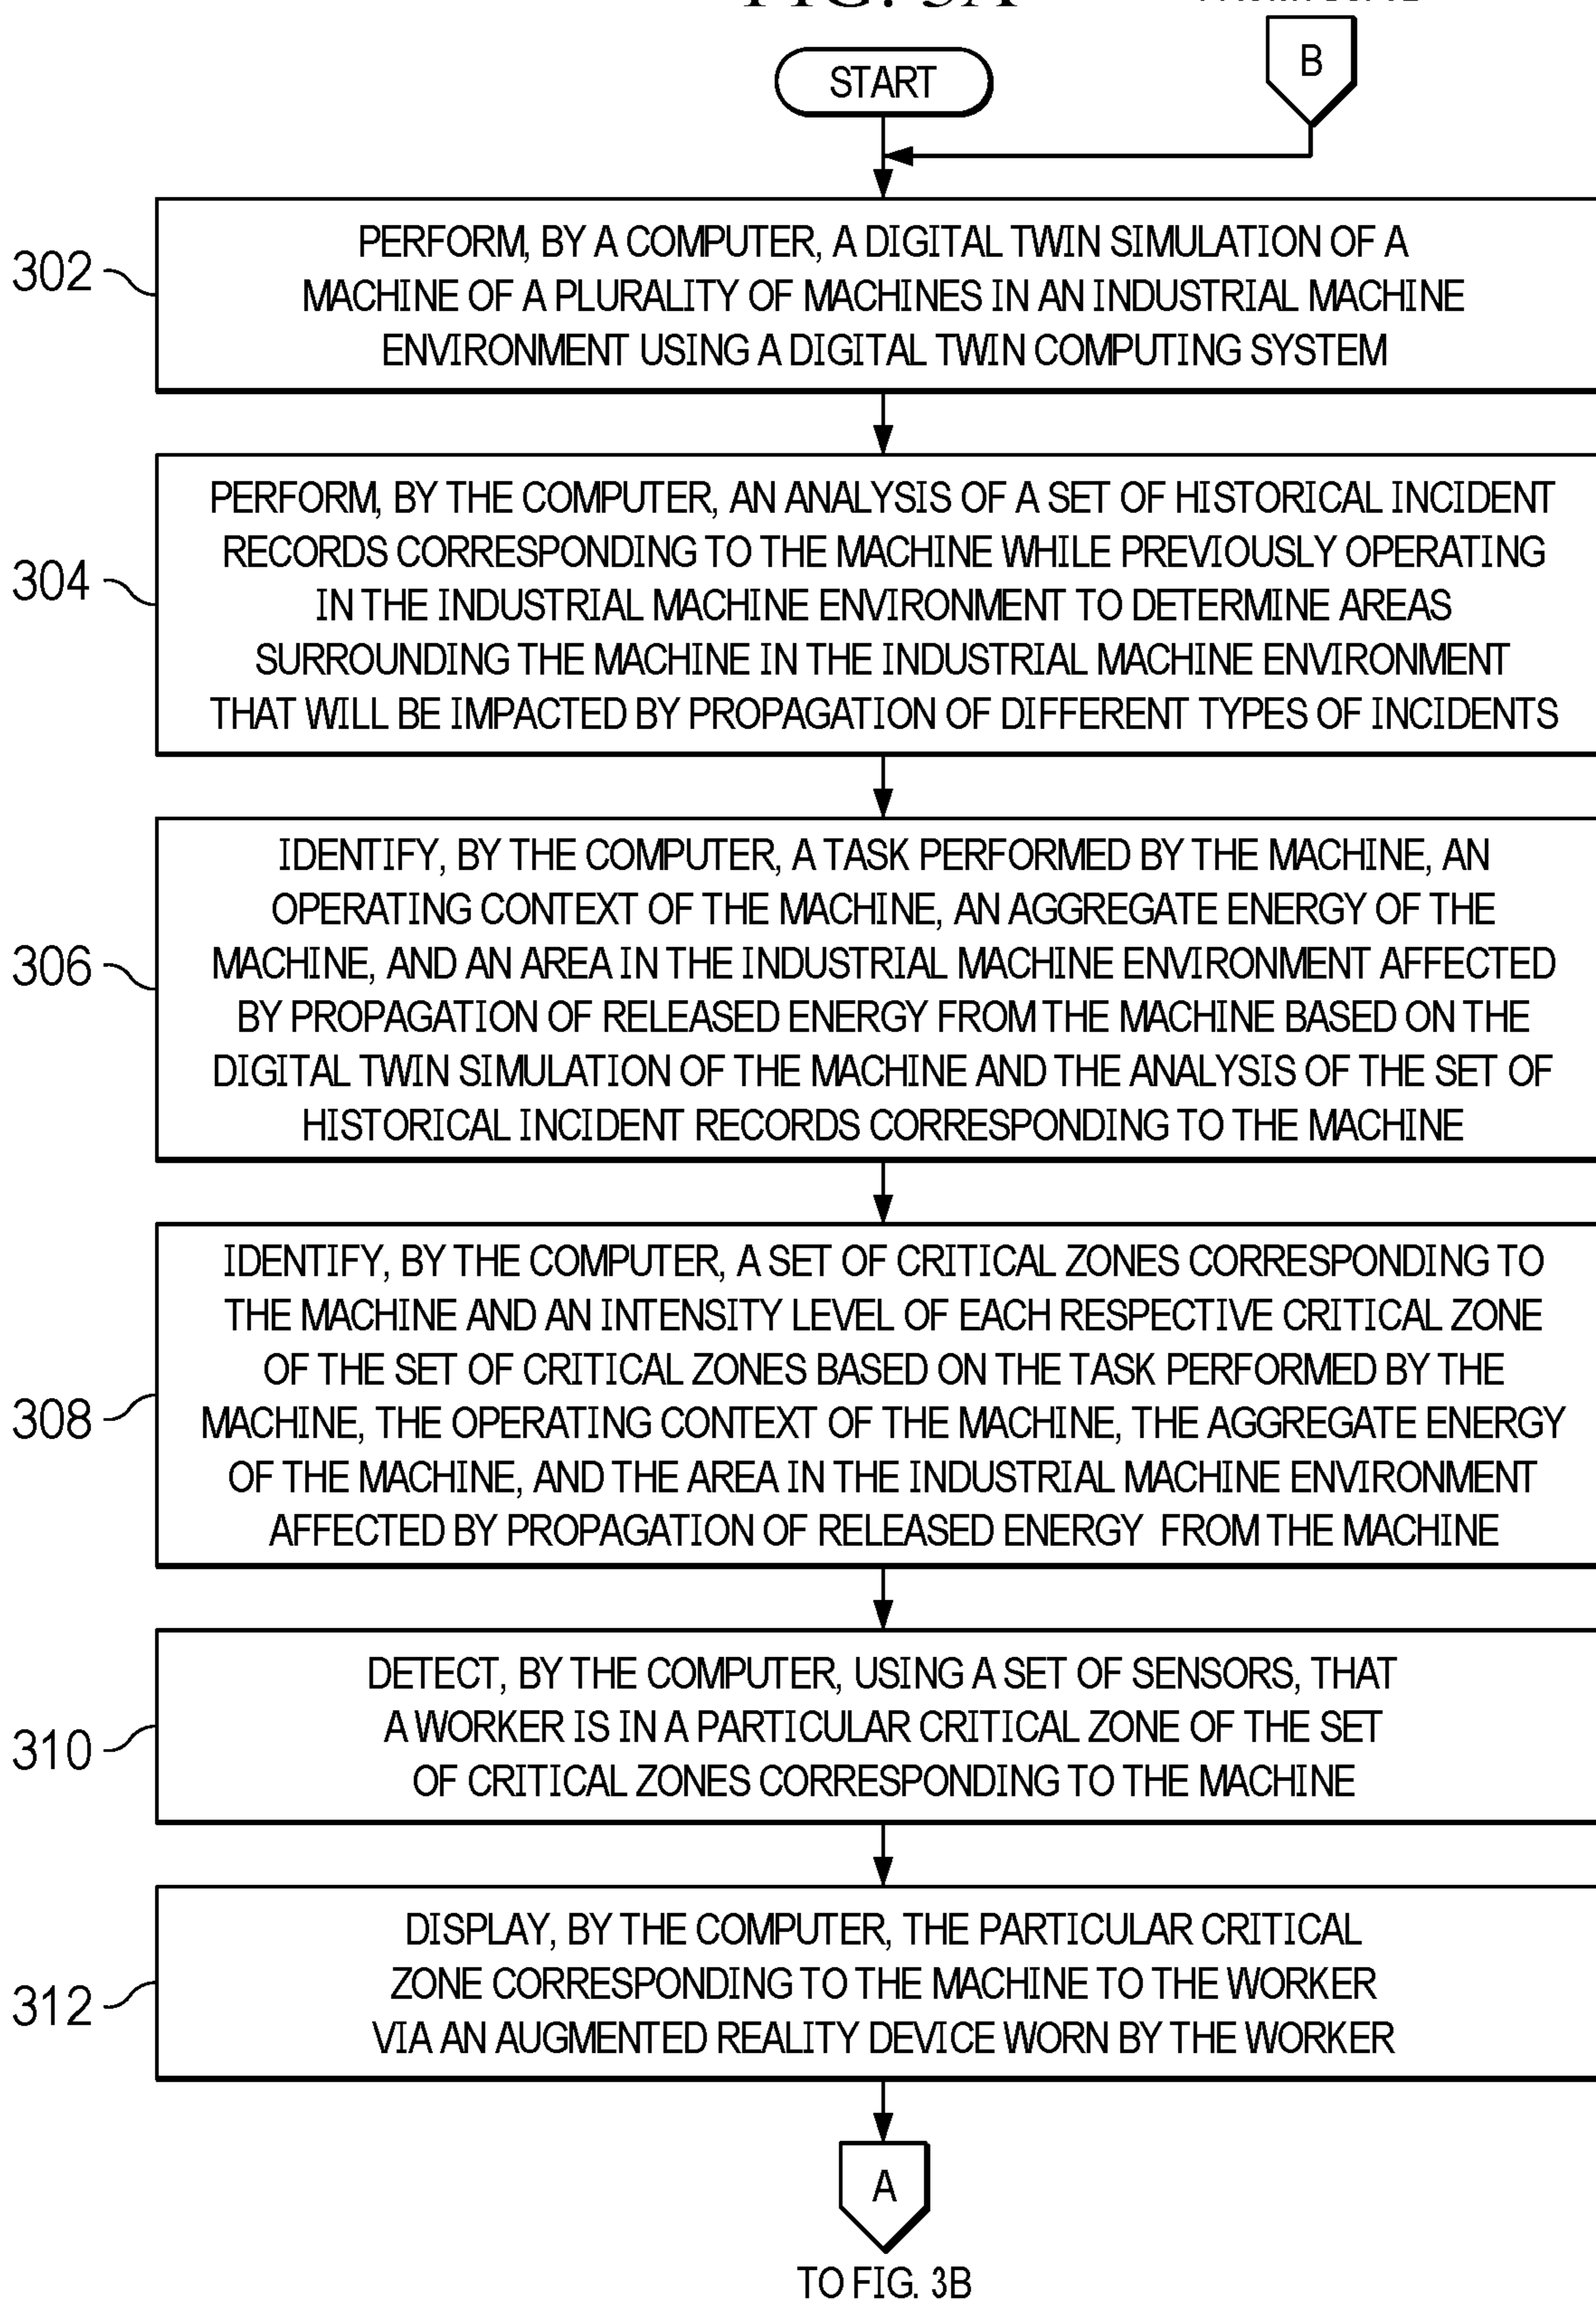 FIG. 3A
START
B
302
PERFORM, BY A COMPUTER, A DIGITAL TWIN SIMULATION OF A
MACHINE OF A PLURALITY OF MACHINES IN AN INDUSTRIAL MACHINE
ENVIRONMENT USING A DIGITAL TWIN COMPUTING SYSTEM
304
PERFORM, BY THE COMPUTER, AN ANALYSIS OF A SET OF HISTORICAL INCIDENT
RECORDS CORRESPONDING TO THE MACHINE WHILE PREVIOUSLY OPERATING
IN THE INDUSTRIAL MACHINE ENVIRONMENT TO DETERMINE AREAS
SURROUNDING THE MACHINE IN THE INDUSTRIAL MACHINE ENVIRONMENT
THAT WILL BE IMPACTED BY PROPAGATION OF DIFFERENT TYPES OF INCIDENTS
306
IDENTIFY, BY THE COMPUTER, A TASK PERFORMED BY THE MACHINE, AN
OPERATING CONTEXT OF THE MACHINE, AN AGGREGATE ENERGY OF THE
MACHINE, AND AN AREA IN THE INDUSTRIAL MACHINE ENVIRONMENT AFFECTED
BY PROPAGATION OF RELEASED ENERGY FROM THE MACHINE BASED ON THE
DIGITAL TWIN SIMULATION OF THE MACHINE AND THE ANALYSIS OF THE SET OF
HISTORICAL INCIDENT RECORDS CORRESPONDING TO THE MACHINE
308
IDENTIFY, BY THE COMPUTER, A SET OF CRITICAL ZONES CORRESPONDING TO
THE MACHINE AND AN INTENSITY LEVEL OF EACH RESPECTIVE CRITICAL ZONE
OF THE SET OF CRITICAL ZONES BASED ON THE TASK PERFORMED BY THE
MACHINE, THE OPERATING CONTEXT OF THE MACHINE, THE AGGREGATE ENERGY
OF THE MACHINE, AND THE AREA IN THE INDUSTRIAL MACHINE ENVIRONMENT
AFFECTED BY PROPAGATION OF RELEASED ENERGY FROM THE MACHINE
310
DETECT, BY THE COMPUTER, USING A SET OF SENSORS, THAT
A WORKER IS IN A PARTICULAR CRITICAL ZONE OF THE SET
OF CRITICAL ZONES CORRESPONDING TO THE MACHINE
312
DISPLAY, BY THE COMPUTER, THE PARTICULAR CRITICAL
ZONE CORRESPONDING TO THE MACHINE TO THE WORKER
VIA AN AUGMENTED REALITY DEVICE WORN BY THE WORKER
A
TO FIG. 3B